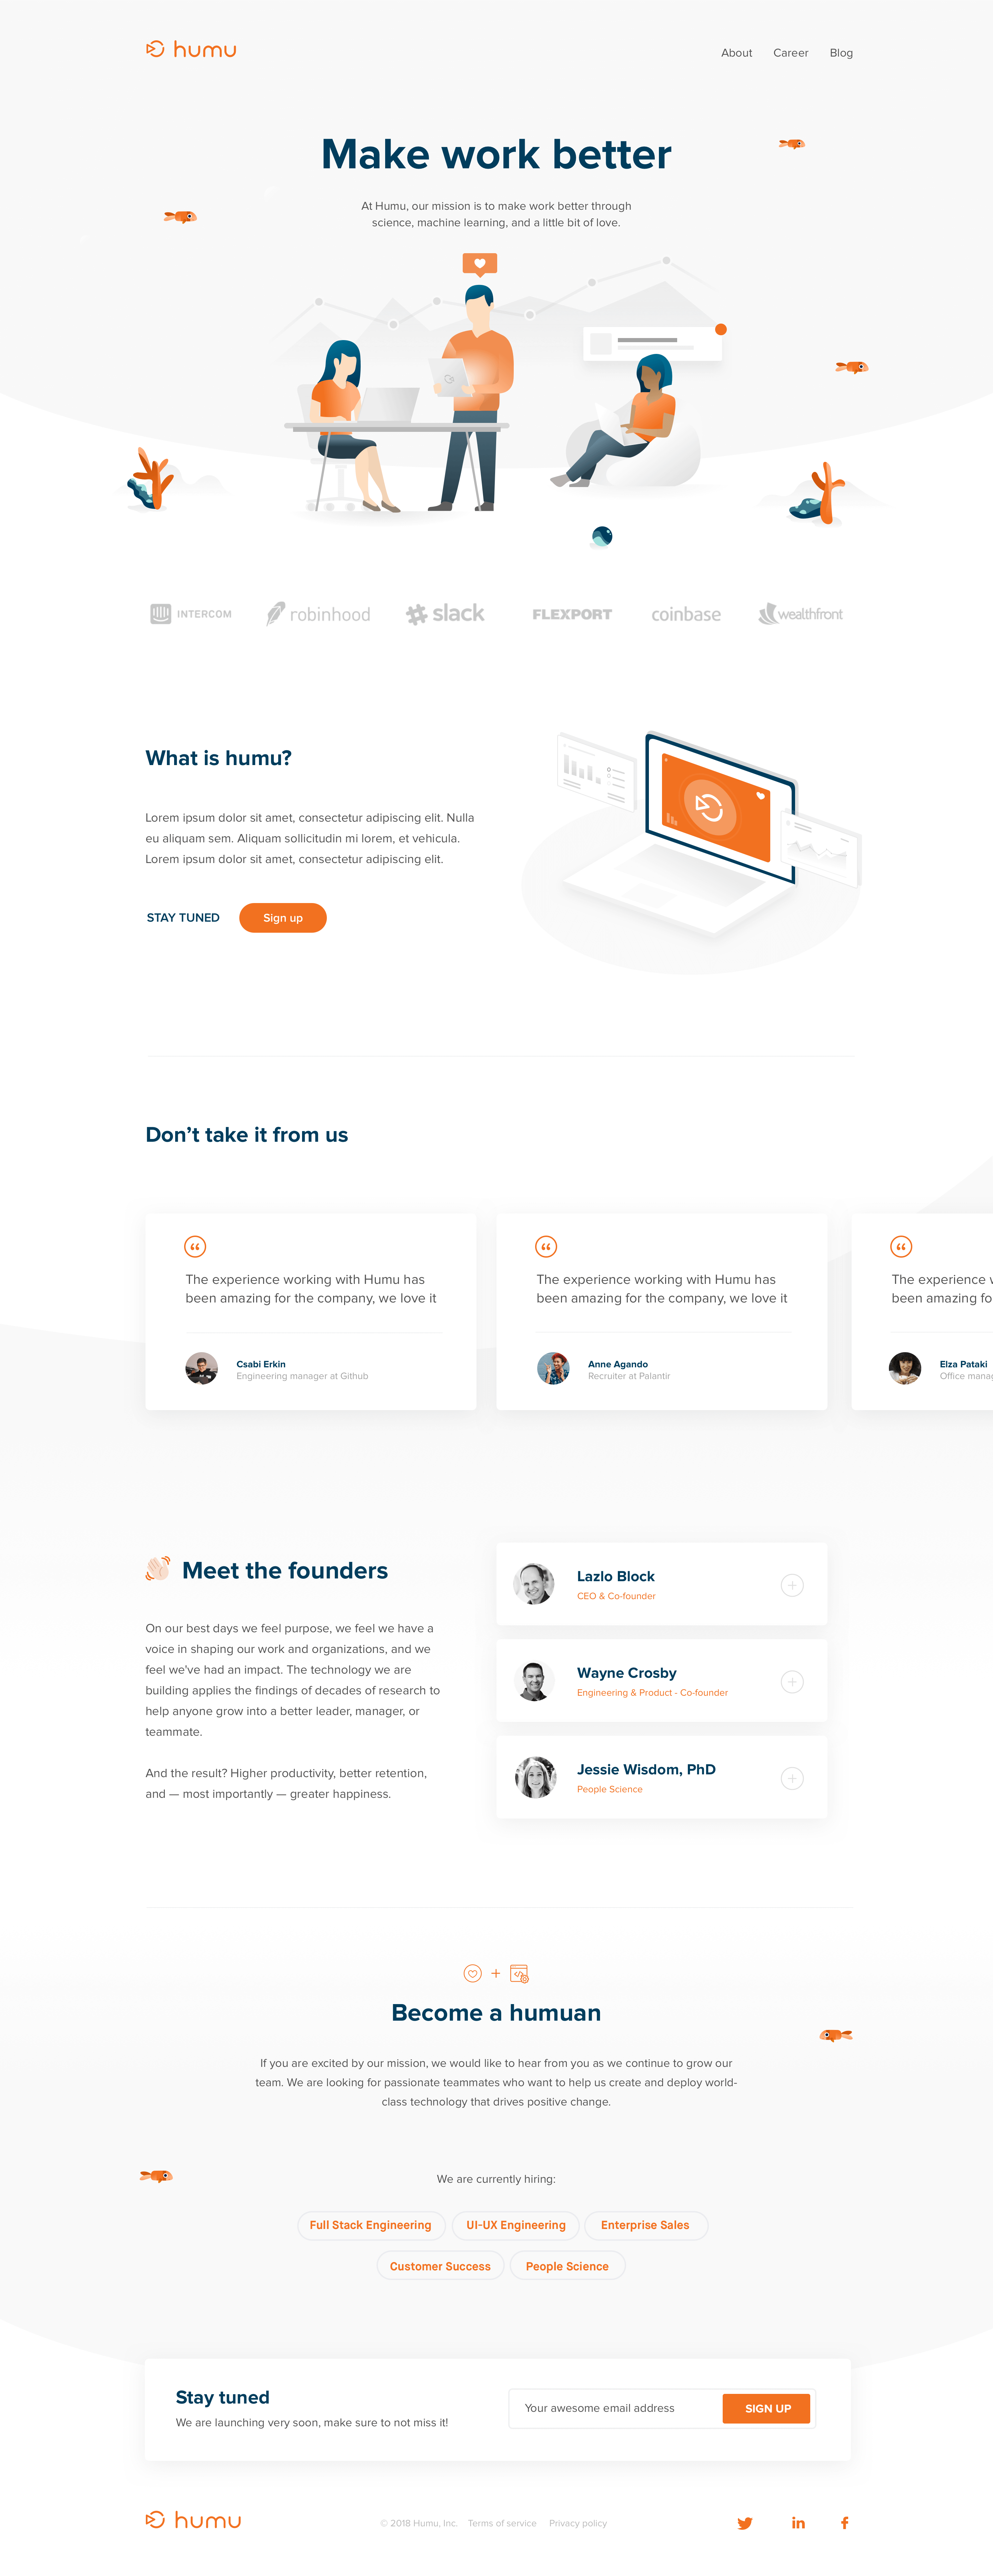 humu
About Career Blog
Make work better
At Humu, our mission is to make work better through
science, machine learning, and a little bit of love.
INTERCOM robinhood slack FLEXPORT coinbase wealthfront
What is humu?
Lorem ipsum dolor sit amet, consectetur adipiscing elit. Nulla
eu aliquam sem. Aliquam sollicitudin mi lorem, et vehicula.
Lorem ipsum dolor sit amet, consectetur adipiscing elit.
STAY TUNED Sign up
Don't take it from us
“
The experience working with Humu has
been amazing for the company, we love it
Csabi Erkin
Engineering manager at Github
“
The experience working with Humu has
been amazing for the company, we love it
Anne Agando
Recruiter at Palantir
“
The experience w
been amazing fo
Elza Pataki
Office manag
Meet the founders
On our best days we feel purpose, we feel we have a
voice in shaping our work and organizations, and we
feel we've had an impact. The technology we are
building applies the findings of decades of research to
help anyone grow into a better leader, manager, or
teammate.
And the result? Higher productivity, better retention,
and — most importantly — greater happiness.
Lazlo Block
CEO & Co-founder
Wayne Crosby
Engineering & Product - Co-founder
Jessie Wisdom, PhD
People Science
Become a humuan
If you are excited by our mission, we would like to hear from you as we continue to grow our
team. We are looking for passionate teammates who want to help us create and deploy world-
class technology that drives positive change.
We are currently hiring:
Full Stack Engineering UI-UX Engineering Enterprise Sales
Customer Success People Science
Stay tuned
We are launching very soon, make sure to not miss it!
Your awesome email address SIGN UP
humu
© 2018 Humu, Inc. Terms of service Privacy policy